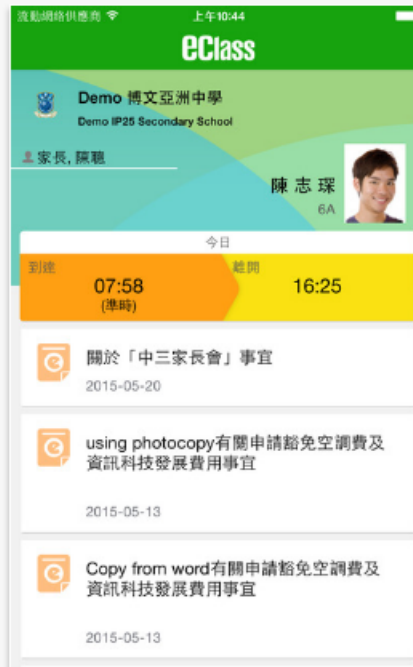 流動網絡供應商
上午10:44
eClass
Demo 博文亞洲中學
Demo IP25 Secondary School
家長, 陳聰
陳志琛
6A
今日
到達
離開
07:58
16:25
(準時)
關於「中三家長會」事宜
2015-05-20
using photocopy有關申請豁免空調費及
資訊科技發展費用事宜
2015-05-13
Copy from word有關申請豁免空調費及
資訊科技發展費用事宜
2015-05-13